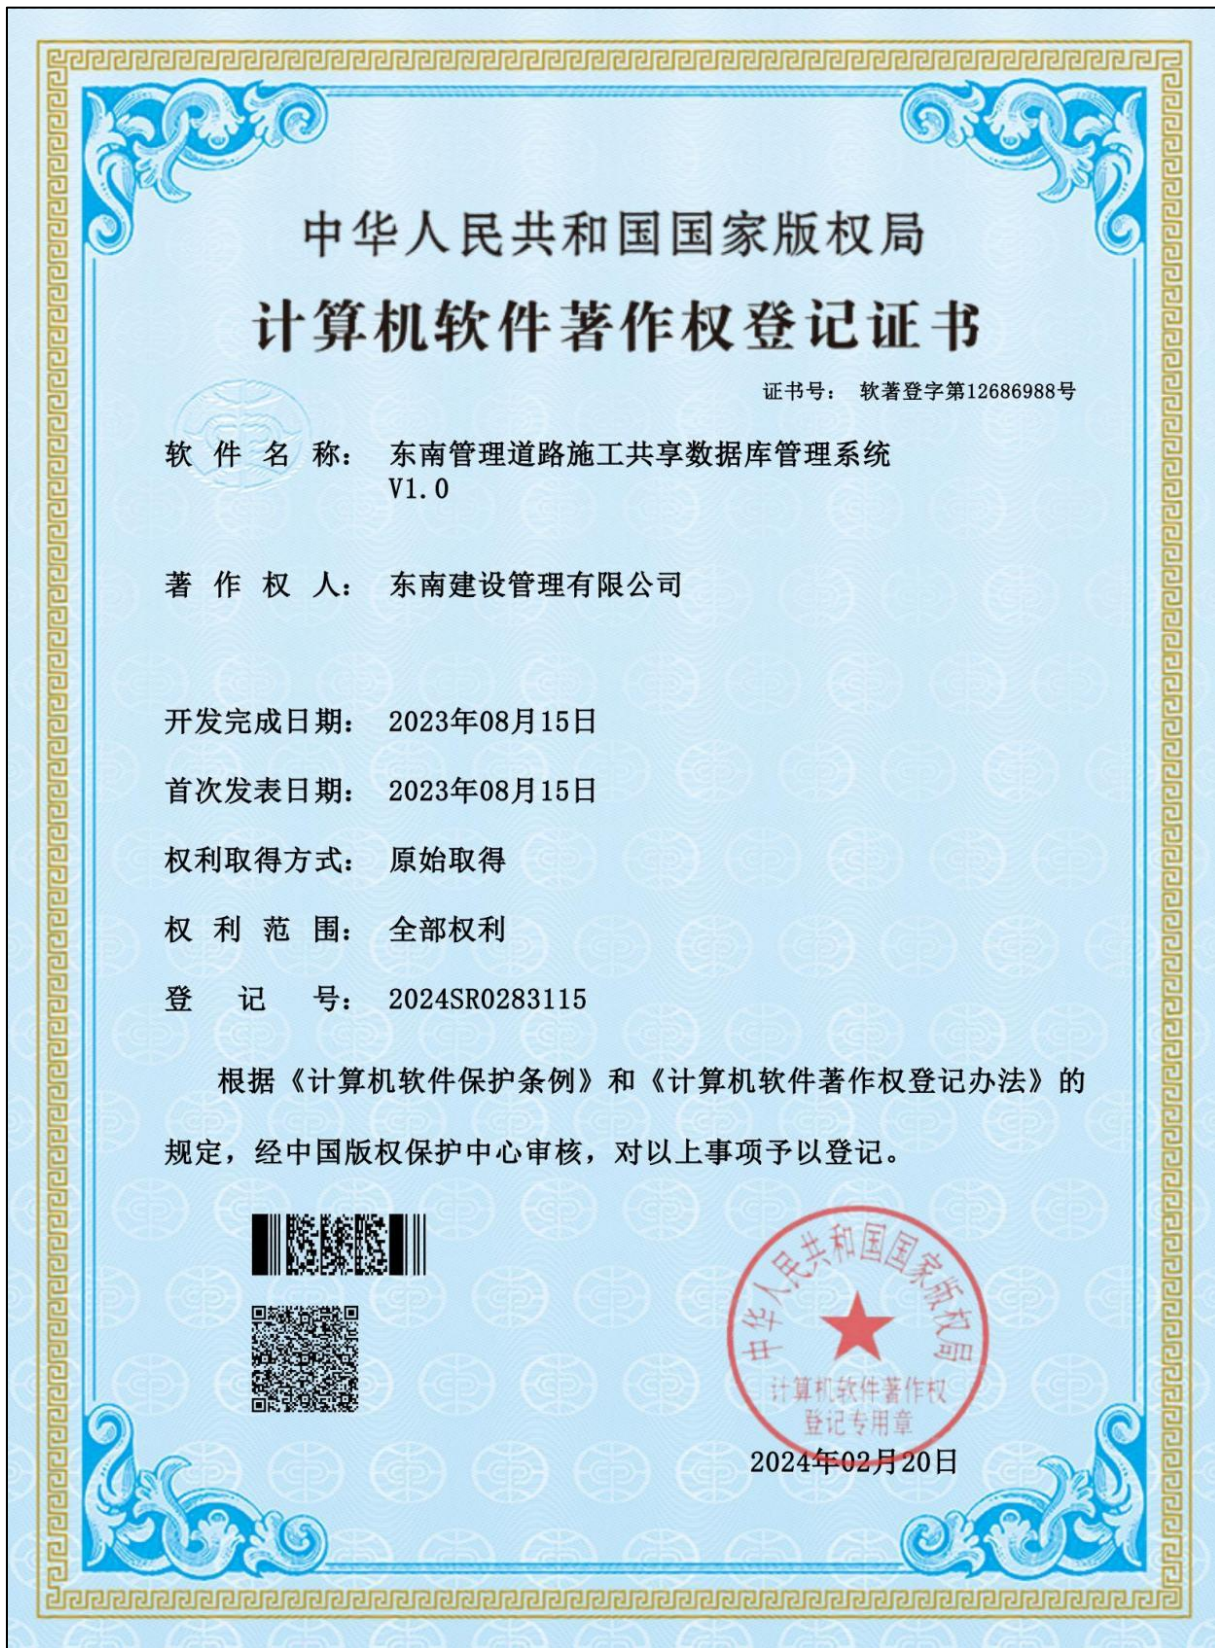 中华人民共和国国家版权局
计算机软件著作权登记证书
证书号： 软著登字第12686988号
软件名称： 东南管理道路施工共享数据库管理系统
V1.0
著作权人： 东南建设管理有限公司
开发完成日期： 2023年08月15日
首次发表日期： 2023年08月15日
权利取得方式： 原始取得
权利范围： 全部权利
登记号： 2024SR0283115
根据《计算机软件保护条例》和《计算机软件著作权登记办法》的
规定，经中国版权保护中心审核，对以上事项予以登记。
中华人民共和国国家版权局
计算机软件著作权
登记专用章
2024年02月20日